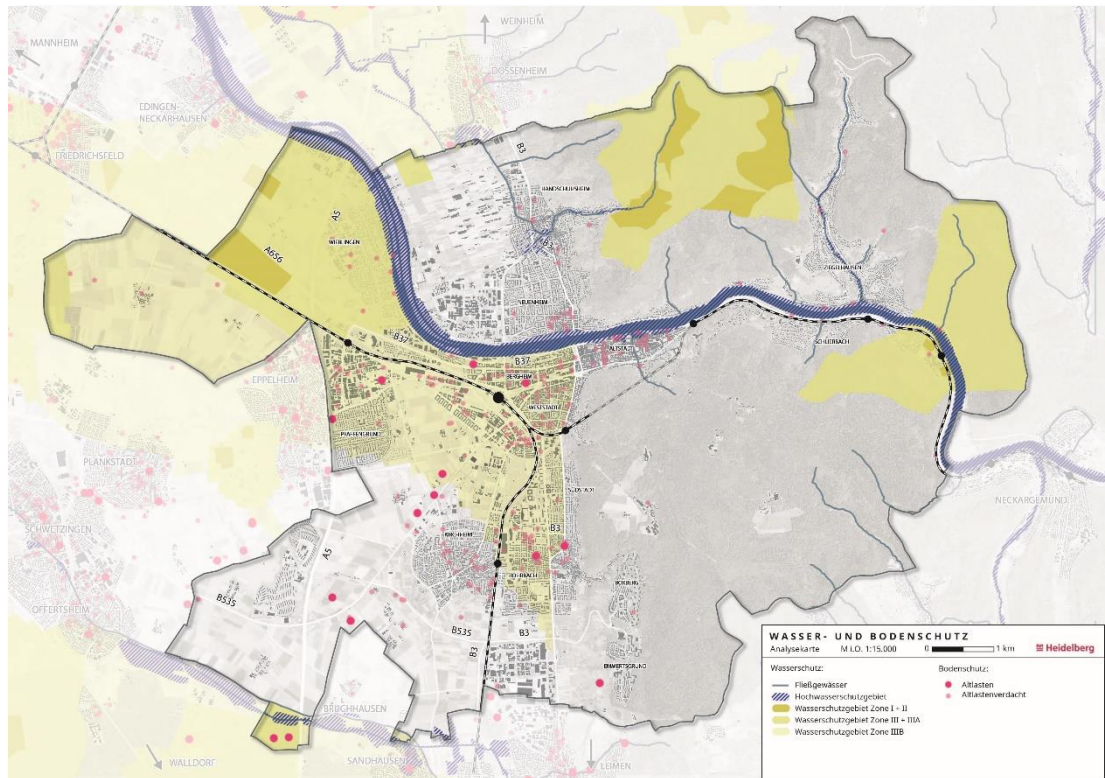 WEINHEIM
MANNHEIM
DOSSENHEIM
EDINGEN-
NECKARHAUSEN
B3
FRIEDRICHSFELD
HANDSCHUHSHEIM
A5
WIEBLINGEN
B3
A656
ZIEGELHAUSEN
NEUENHEIM
B37
B37
ALTSTADT
SCHLIERBACH
BERGHEIM
EPPELHEIM
WESTSTADT
PFAFFENGRUND
PLANKSTADT
SÜDSTADT
NECKARGEMÜND
SCHWETZINGEN
B3
KIRCHHEIM
A5
ROHRBACH
BOXBERG
OFTERSHEIM
B535
B535
B3
B3
EMMERTSGRUND
BRUCHHAUSEN
WALLDORF
SANDHAUSEN
LEIMEN
WASSER- UND BODENSCHUTZ
Analysekarte M i.O. 1:15.000 0 1 km Heidelberg
Wasserschutz: Bodenschutz:
Fließgewässer Altlasten
Hochwasserschutzgebiet Altlastenverdacht
Wasserschutzgebiet Zone I + II
Wasserschutzgebiet Zone III + IIIA
Wasserschutzgebiet Zone IIIB